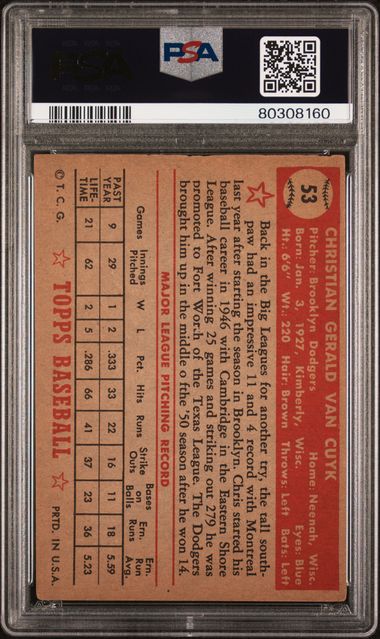 PSA
PSA
80308160
53
CHRISTIAN GERALD VAN CUYK
Pitcher: Brooklyn Dodgers Home: Neenah, Wisc.
Born: Jan. 3, 1927, Kimberly, Wisc. Eyes: Blue
Ht.: 6'6" Wt.: 220 Hair: Brown Throws: Left Bats: Left
Back in the Big Leagues for another try, the tall south-
paw had an impressive 11 and 4 record with Montreal
last year after starting the season in Brooklyn. Chris started his
baseball career in 1946 with Cambridge in the Eastern Shore
League. After winning 25 games and striking out 279 he was
promoted to Fort Worth of the Texas League. The Dodgers
brought him up in the middle o the '50 season after he won 14.
MAJOR LEAGUE PITCHING RECORD
Games Innings Pitched W L Pct. Hits Runs Strike Outs Bases on Balls Ern. Runs Ern. Run Avg.
PAST YEAR 9 29 1 2 .333 33 22 16 11 18 5.59
LIFE-TIME 21 62 2 5 .286 66 41 37 23 36 5.23
© T. C. G. TOPPS BASEBALL PRTD. IN U.S.A.